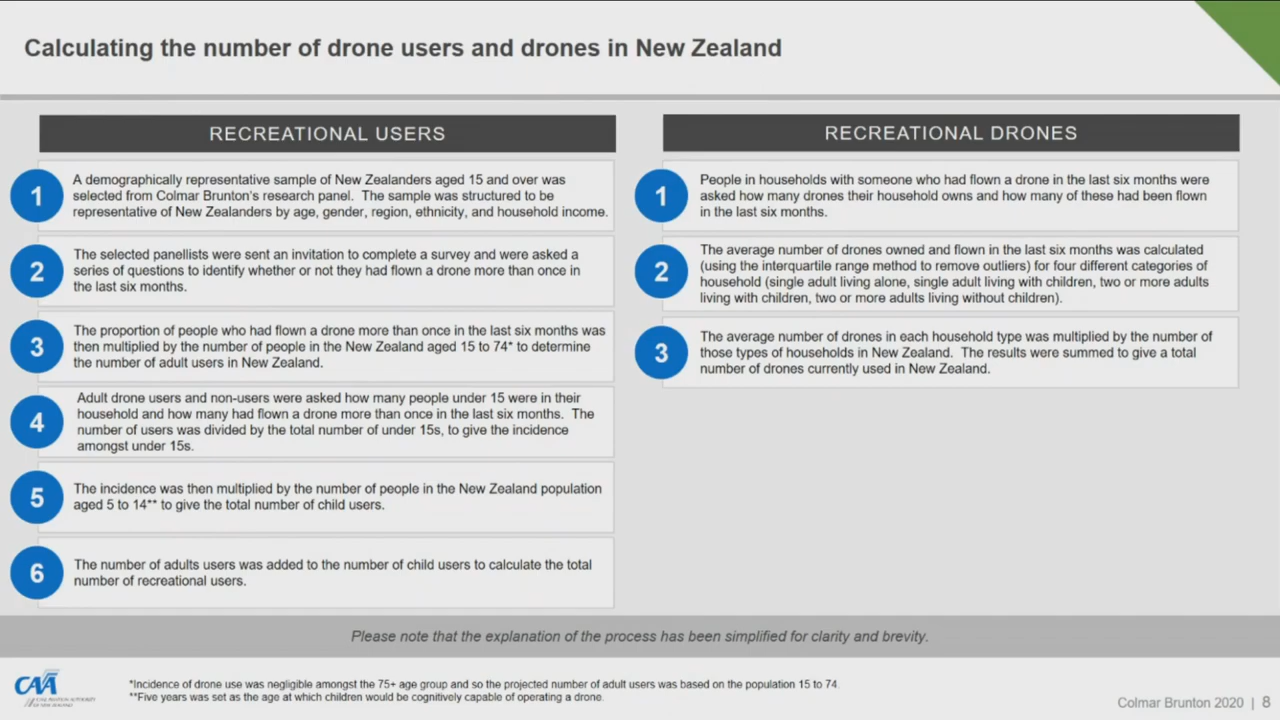 Calculating the number of drone users and drones in New Zealand
RECREATIONAL USERS
1
A demographically representative sample of New Zealanders aged 15 and over was
selected from Colmar Brunton's research panel. The sample was structured to be
representative of New Zealanders by age, gender, region, ethnicity, and household income.
2
The selected panellists were sent an invitation to complete a survey and were asked a
series of questions to identify whether or not they had flown a drone more than once in
the last six months.
3
The proportion of people who had flown a drone more than once in the last six months was
then multiplied by the number of people in the New Zealand aged 15 to 74* to determine
the number of adult users in New Zealand.
4
Adult drone users and non-users were asked how many people under 15 were in their
household and how many had flown a drone more than once in the last six months. The
number of users was divided by the total number of under 15s, to give the incidence
amongst under 15s.
5
The incidence was then multiplied by the number of people in the New Zealand population
aged 5 to 14** to give the total number of child users.
6
The number of adults users was added to the number of child users to calculate the total
number of recreational users.
RECREATIONAL DRONES
1
People in households with someone who had flown a drone in the last six months were
asked how many drones their household owns and how many of these had been flown
in the last six months.
2
The average number of drones owned and flown in the last six months was calculated
(using the interquartile range method to remove outliers) for four different categories of
household (single adult living alone, single adult living with children, two or more adults
living with children, two or more adults living without children).
3
The average number of drones in each household type was multiplied by the number of
those types of households in New Zealand. The results were summed to give a total
number of drones currently used in New Zealand.
Please note that the explanation of the process has been simplified for clarity and brevity.
CAA
CIVIL AVIATION AUTHORITY
OF NEW ZEALAND
*Incidence of drone use was negligible amongst the 75+ age group and so the projected number of adult users was based on the population 15 to 74.
**Five years was set as the age at which children would be cognitively capable of operating a drone.
Colmar Brunton 2020 | 8